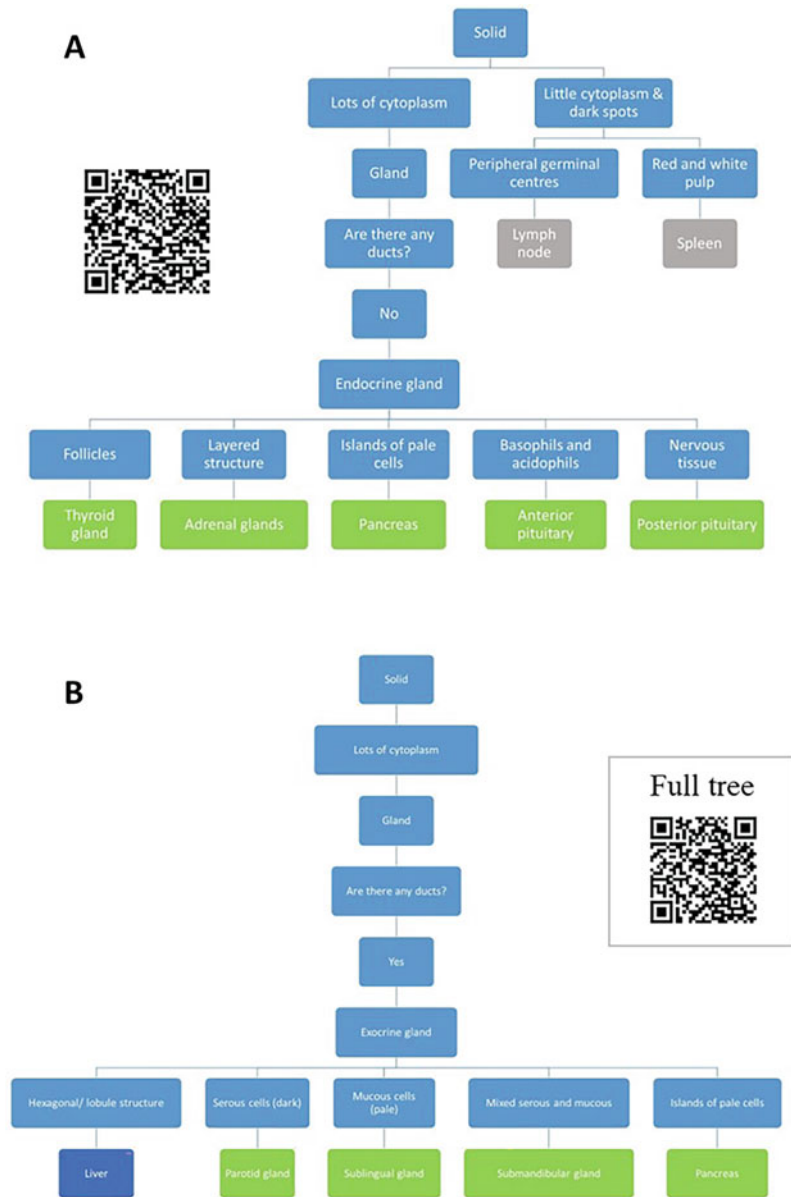 A
Solid
Lots of cytoplasm
Little cytoplasm &
dark spots
Gland
Peripheral germinal
centres
Red and white
pulp
Are there any
ducts?
Lymph
node
Spleen
No
Endocrine gland
Follicles
Layered
structure
Islands of pale
cells
Basophils and
acidophils
Nervous
tissue
Thyroid
gland
Adrenal glands
Pancreas
Anterior
pituitary
Posterior pituitary
B
Solid
Lots of cytoplasm
Full tree
Gland
Are there any ducts?
Yes
Exocrine gland
Hexagonal/ lobule structure
Serous cells (dark)
Mucous cells
(pale)
Mixed serous and mucous
Islands of pale cells
Liver
Parotid gland
Sublingual gland
Submandibular gland
Pancreas